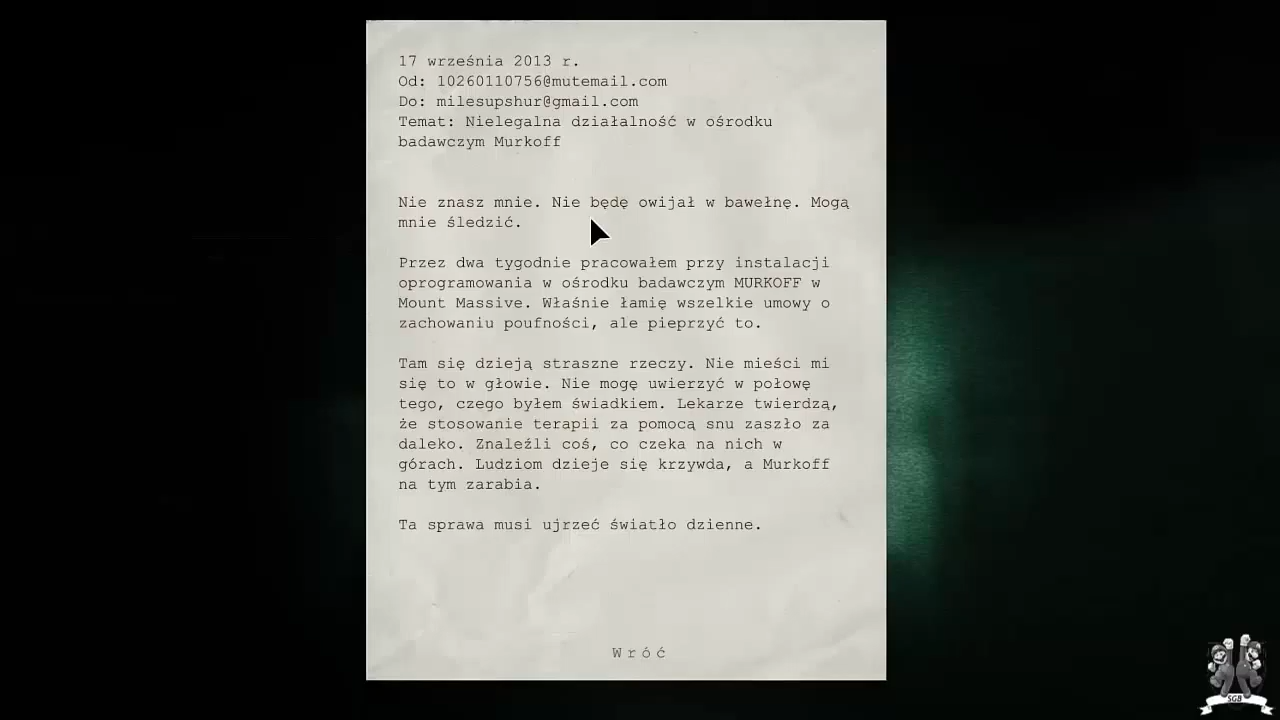 17 września 2013 r.
Od: 10260110756@mutemail.com
Do: milesupshur@gmail.com
Temat: Nielegalna działalność w ośrodku
badawczym Murkoff
Nie znasz mnie. Nie będę owijał w bawełnę. Mogą
mnie śledzić.
Przez dwa tygodnie pracowałem przy instalacji
oprogramowania w ośrodku badawczym MURKOFF w
Mount Massive. Właśnie łamię wszelkie umowy o
zachowaniu poufności, ale pieprzyć to.
Tam się dzieją straszne rzeczy. Nie mieści mi
się to w głowie. Nie mogę uwierzyć w połowę
tego, czego byłem świadkiem. Lekarze twierdzą,
że stosowanie terapii za pomocą snu zaszło za
daleko. Znaleźli coś, co czeka na nich w
górach. Ludziom dzieje się krzywda, a Murkoff
na tym zarabia.
Ta sprawa musi ujrzeć światło dzienne.
Wróć
SGB